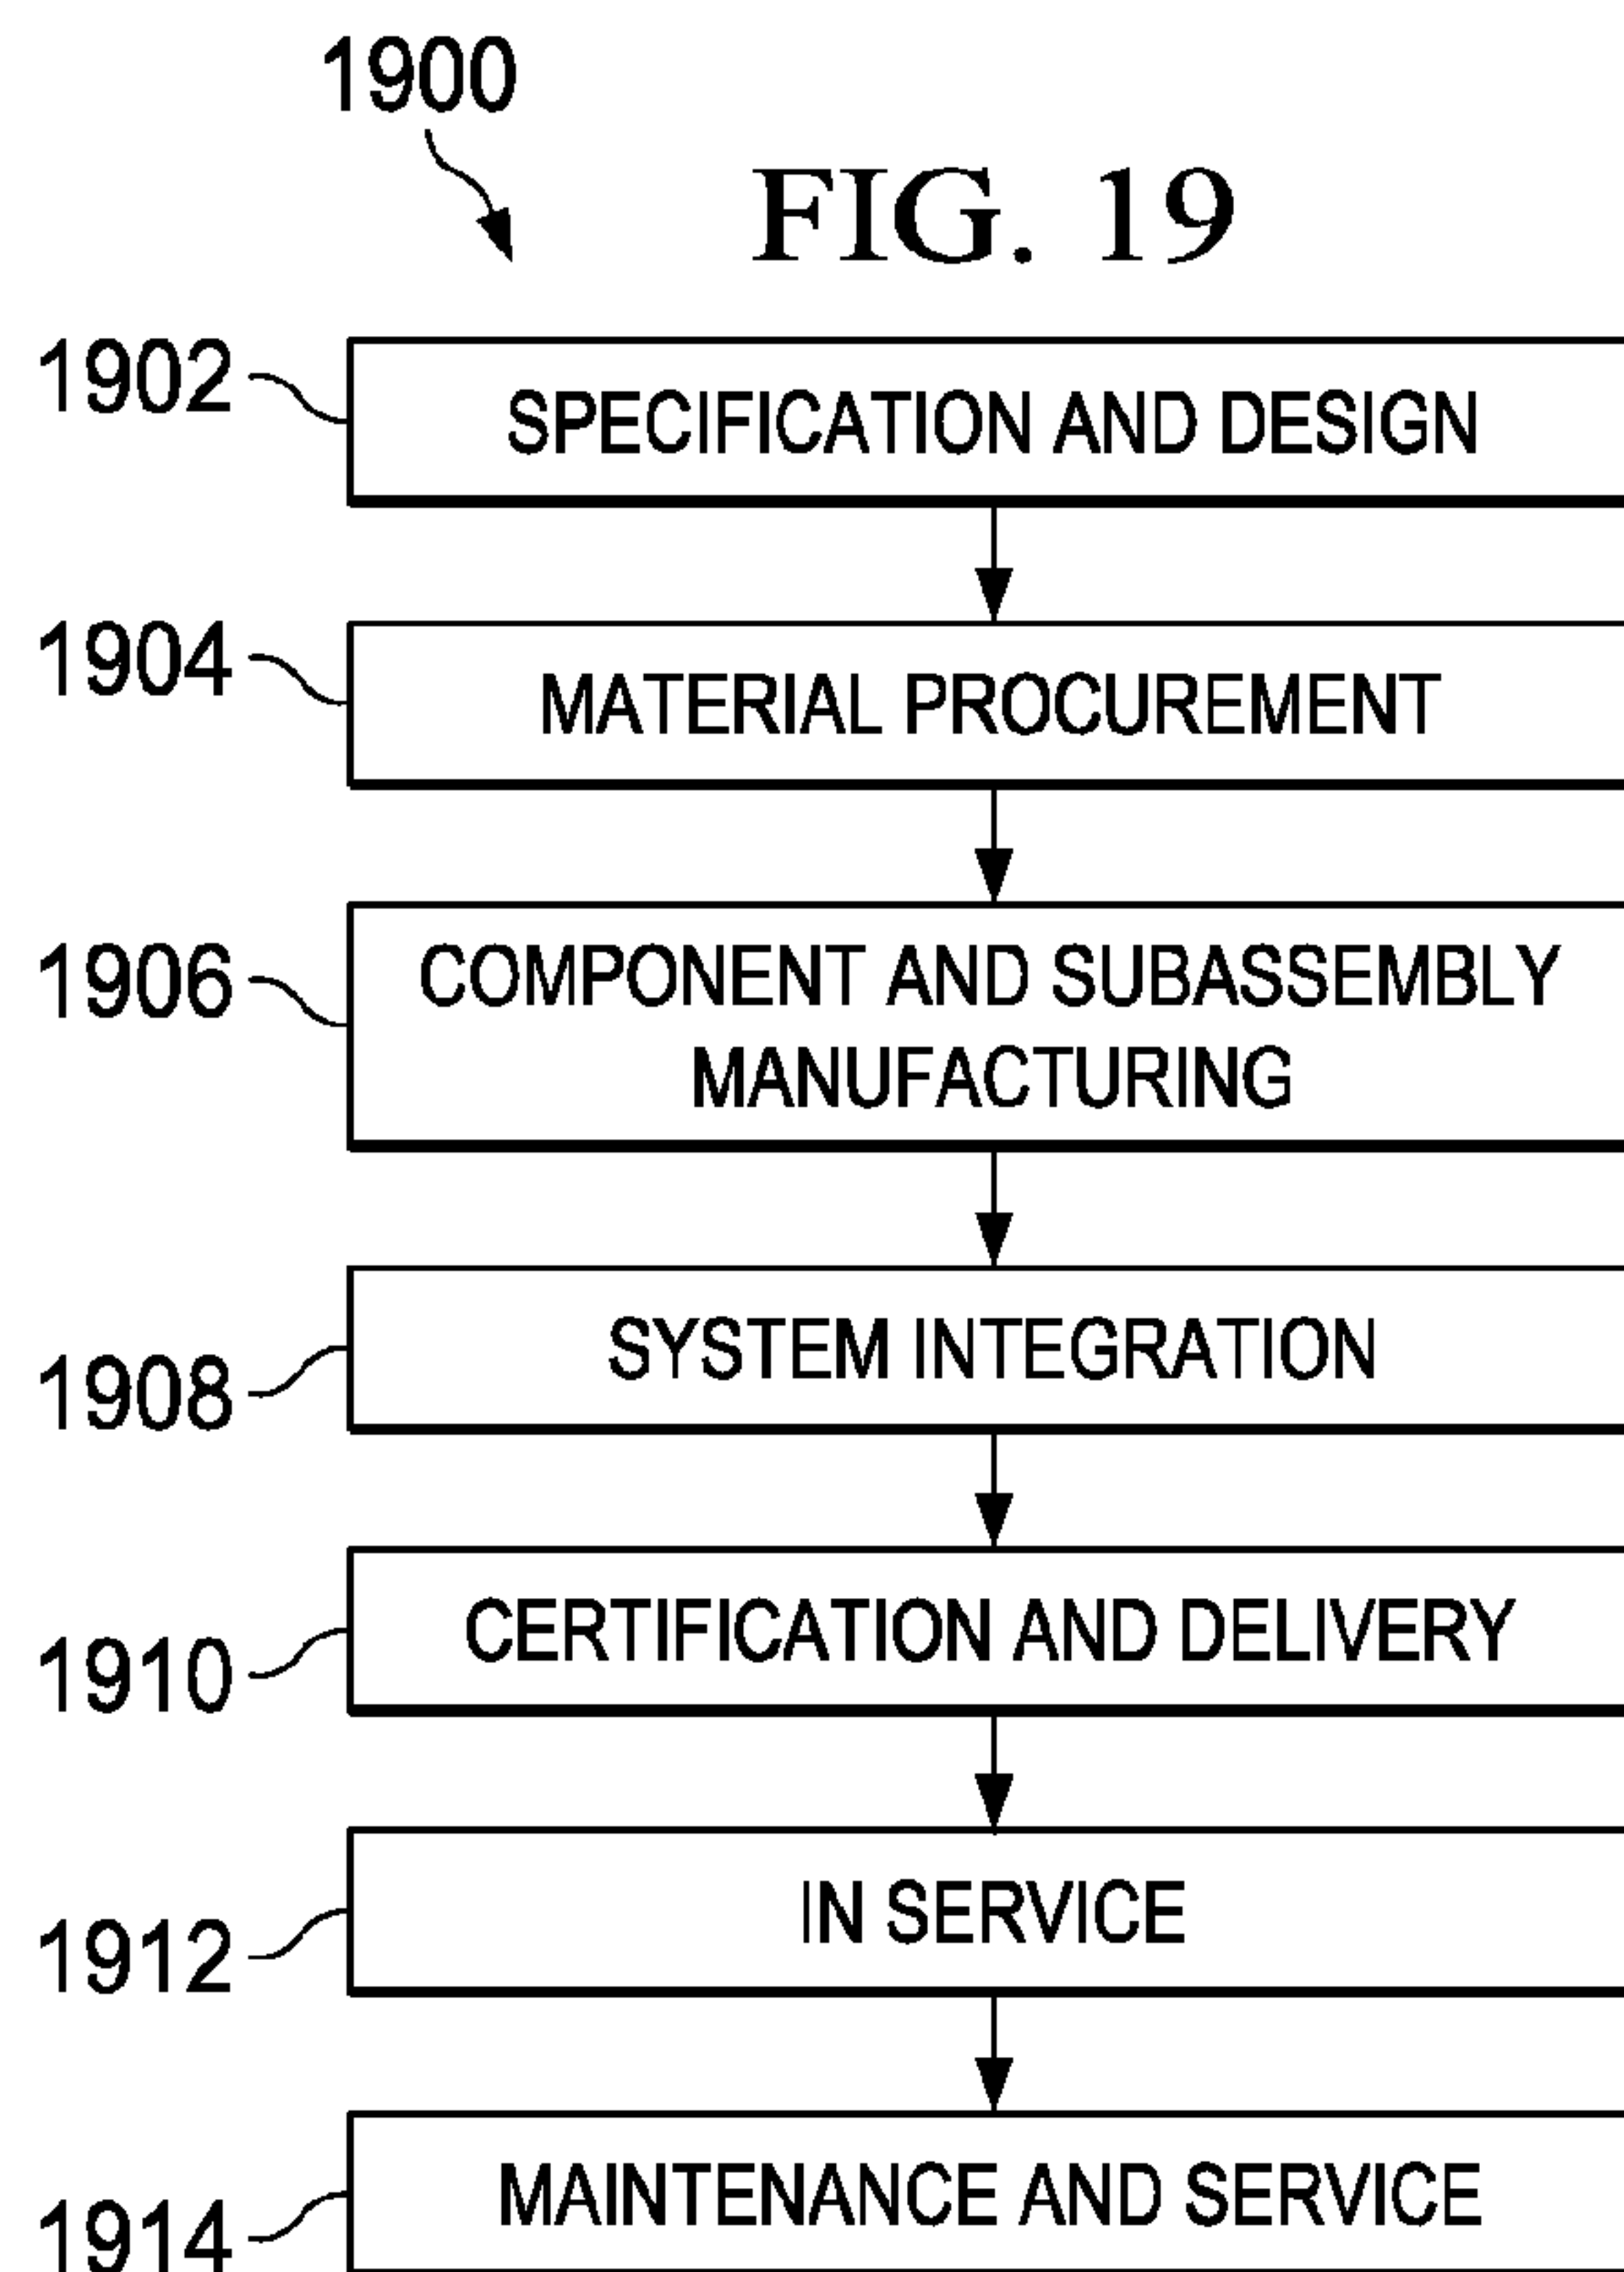 1900
FIG. 19
1902
SPECIFICATION AND DESIGN
1904
MATERIAL PROCUREMENT
1906
COMPONENT AND SUBASSEMBLY
MANUFACTURING
1908
SYSTEM INTEGRATION
1910
CERTIFICATION AND DELIVERY
1912
IN SERVICE
1914
MAINTENANCE AND SERVICE